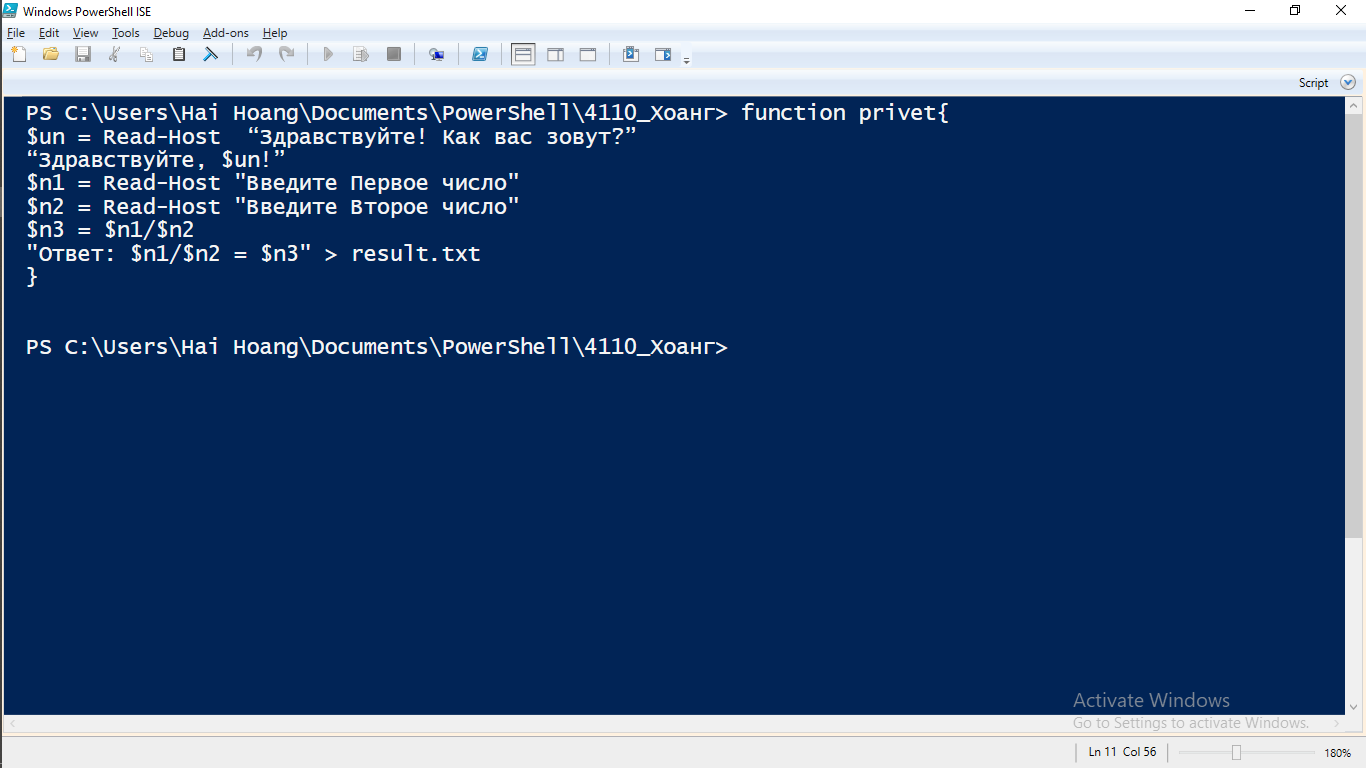 Windows PowerShell ISE
File Edit View Tools Debug Add-ons Help
Script
PS C:\Users\Hai Hoang\Documents\PowerShell\4110_Хоанг> function privet{
$un = Read-Host  “Здравствуйте! Как вас зовут?”
“Здравствуйте, $un!”
$n1 = Read-Host "Введите Первое число"
$n2 = Read-Host "Введите Второе число"
$n3 = $n1/$n2
"Ответ: $n1/$n2 = $n3" > result.txt
}
PS C:\Users\Hai Hoang\Documents\PowerShell\4110_Хоанг>
Activate Windows
Go to Settings to activate Windows.
Ln 11 Col 56
180%